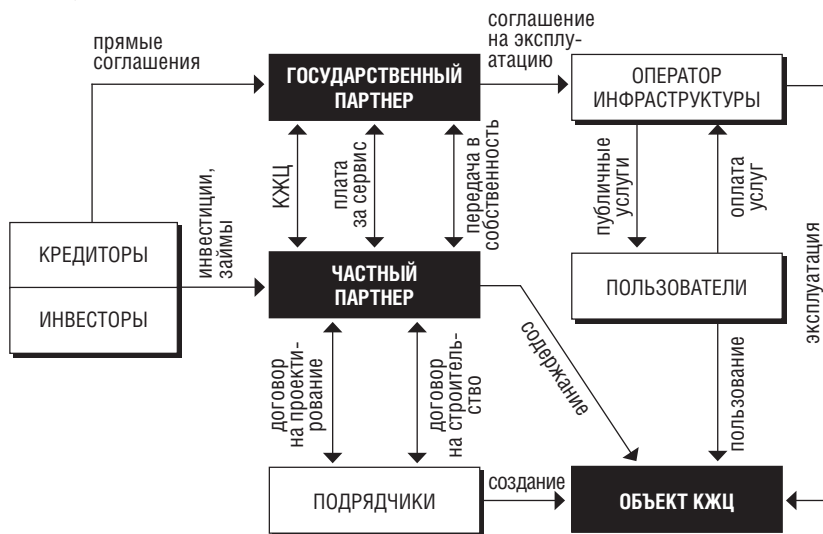 прямые
соглашения
ГОСУДАРСТВЕННЫЙ
ПАРТНЕР
соглашение
на эксплу-
атацию
ОПЕРАТОР
ИНФРАСТРУКТУРЫ
КЖЦ
плата
за сервис
передача в
собственность
публичные
услуги
оплата
услуг
эксплуатация
КРЕДИТОРЫ
ИНВЕСТОРЫ
инвестиции,
займы
ЧАСТНЫЙ
ПАРТНЕР
ПОЛЬЗОВАТЕЛИ
договор
на проекти-
рование
договор
на строитель-
ство
содержание
пользование
ПОДРЯДЧИКИ
создание
ОБЪЕКТ КЖЦ